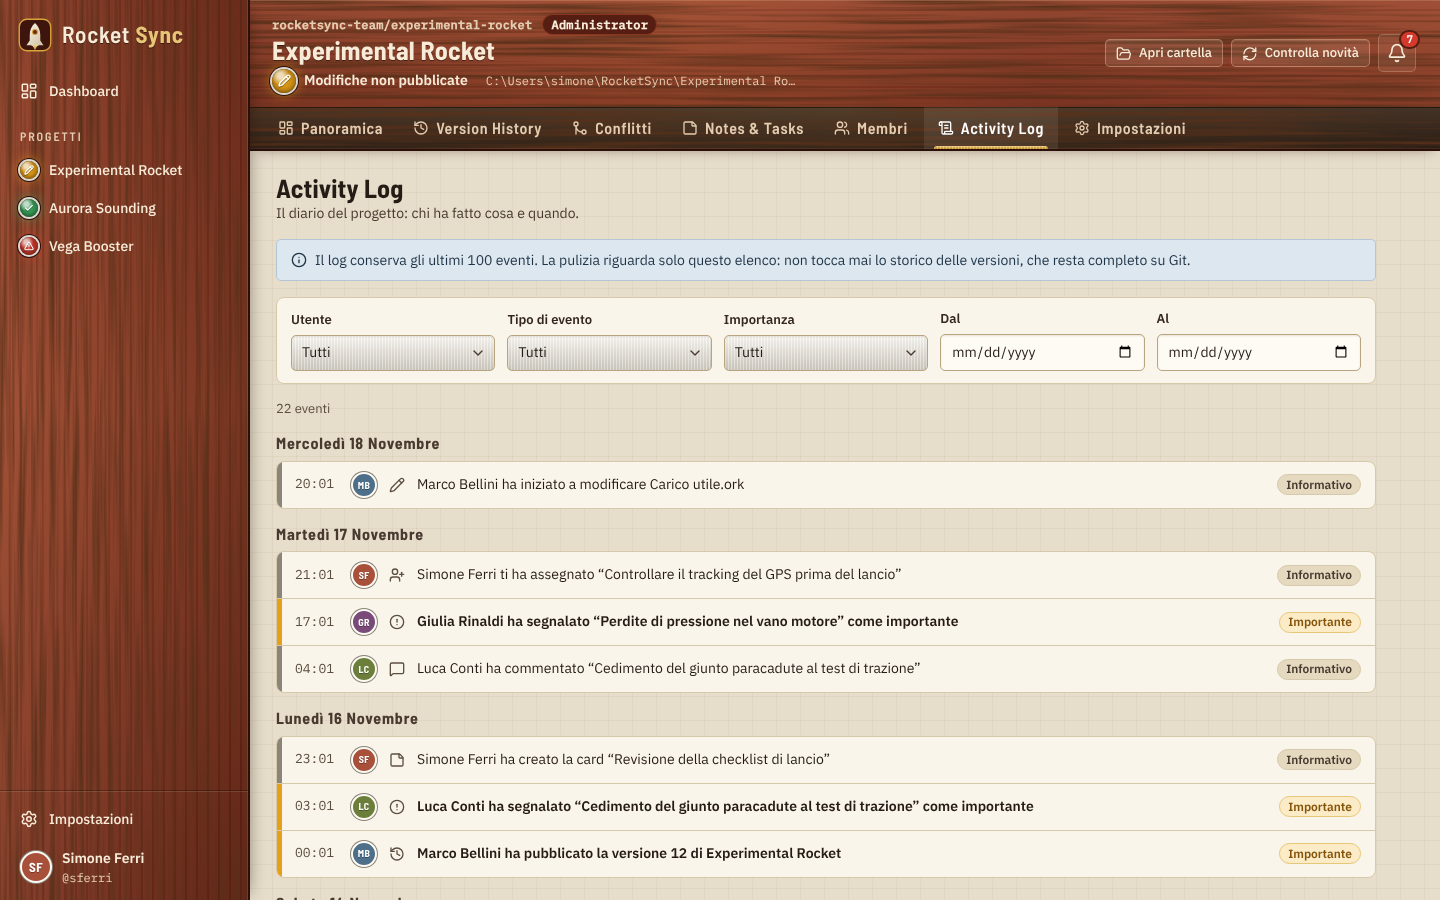 Rocket Sync
Dashboard
PROGETTI
Experimental Rocket
Aurora Sounding
Vega Booster
Impostazioni
SF
Simone Ferri
@sferri
rocketsync-team/experimental-rocket Administrator
Experimental Rocket
Modifiche non pubblicate C:\Users\simone\RocketSync\Experimental Ro…
Apri cartella
Controlla novità
7
Panoramica
Version History
Conflitti
Notes & Tasks
Membri
Activity Log
Impostazioni
Activity Log
Il diario del progetto: chi ha fatto cosa e quando.
Il log conserva gli ultimi 100 eventi. La pulizia riguarda solo questo elenco: non tocca mai lo storico delle versioni, che resta completo su Git.
Utente Tipo di evento Importanza Dal Al
Tutti Tutti Tutti mm/dd/yyyy mm/dd/yyyy
22 eventi
Mercoledì 18 Novembre
20:01 MB Marco Bellini ha iniziato a modificare Carico utile.ork Informativo
Martedì 17 Novembre
21:01 SF Simone Ferri ti ha assegnato “Controllare il tracking del GPS prima del lancio” Informativo
17:01 GR Giulia Rinaldi ha segnalato “Perdite di pressione nel vano motore” come importante Importante
04:01 LC Luca Conti ha commentato “Cedimento del giunto paracadute al test di trazione” Informativo
Lunedì 16 Novembre
23:01 SF Simone Ferri ha creato la card “Revisione della checklist di lancio” Informativo
03:01 LC Luca Conti ha segnalato “Cedimento del giunto paracadute al test di trazione” come importante Importante
00:01 MB Marco Bellini ha pubblicato la versione 12 di Experimental Rocket Importante